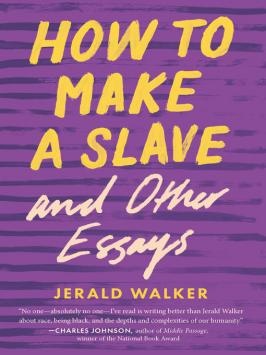 HOW TO
MAKE
A SLAVE
and Other
Essays
JERALD WALKER
"No one—absolutely no one—I've read is writing better than Jerald Walker
about race, being black, and the depths and complexities of our humanity."
—CHARLES JOHNSON, author of Middle Passage,
winner of the National Book Award